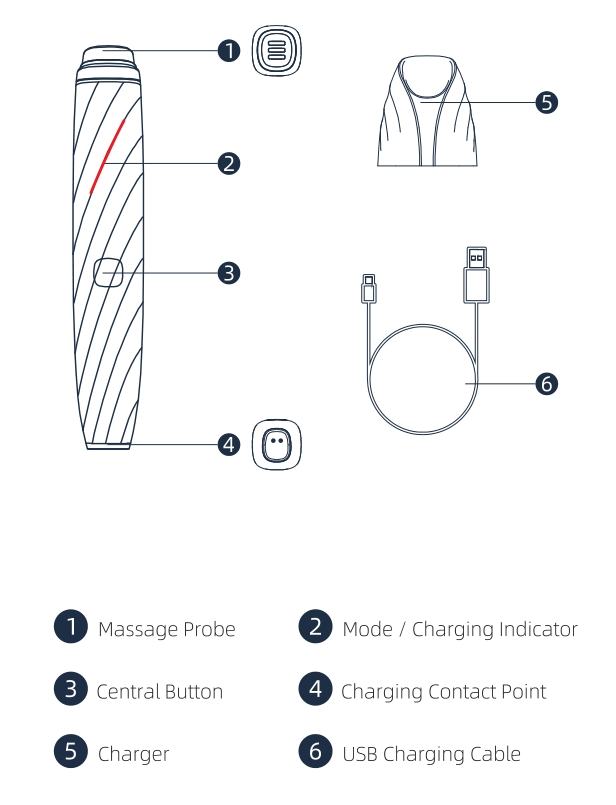 1
2
3
4
5
6
1 Massage Probe
2 Mode / Charging Indicator
3 Central Button
4 Charging Contact Point
5 Charger
6 USB Charging Cable